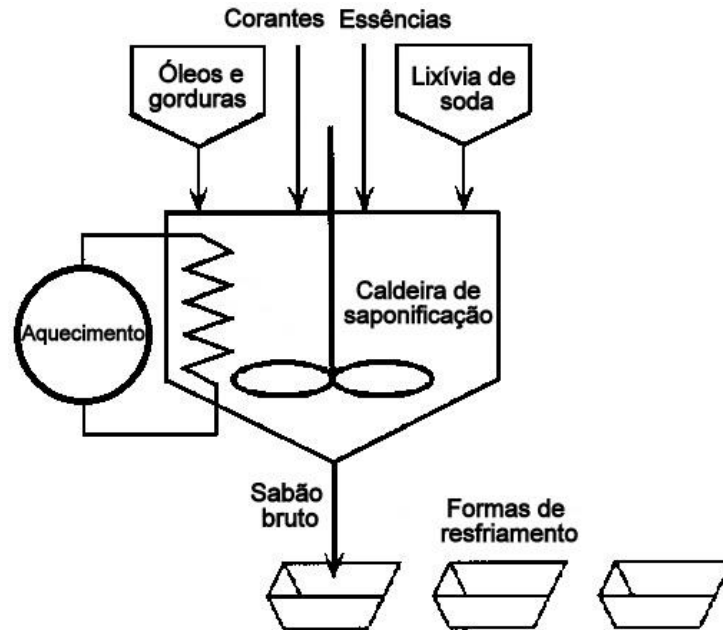 Corantes Essências
Óleos e
gorduras
Lixívia de
soda
Caldeira de
saponificação
Aquecimento
Sabão
bruto
Formas de
resfriamento